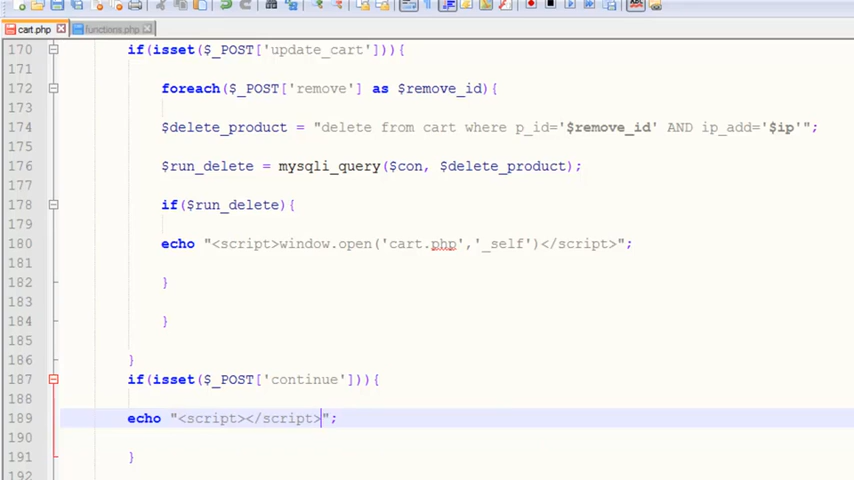 cart.php functions.php
170 if(isset($_POST['update_cart'])){
171
172 foreach($_POST['remove'] as $remove_id){
173
174 $delete_product = "delete from cart where p_id='$remove_id' AND ip_add='$ip'";
175
176 $run_delete = mysqli_query($con, $delete_product);
177
178 if($run_delete){
179
180 echo "<script>window.open('cart.php','_self')</script>";
181
182 }
183
184 }
185
186 }
187 if(isset($_POST['continue'])){
188
189 echo "<script></script>";
190
191 }
192